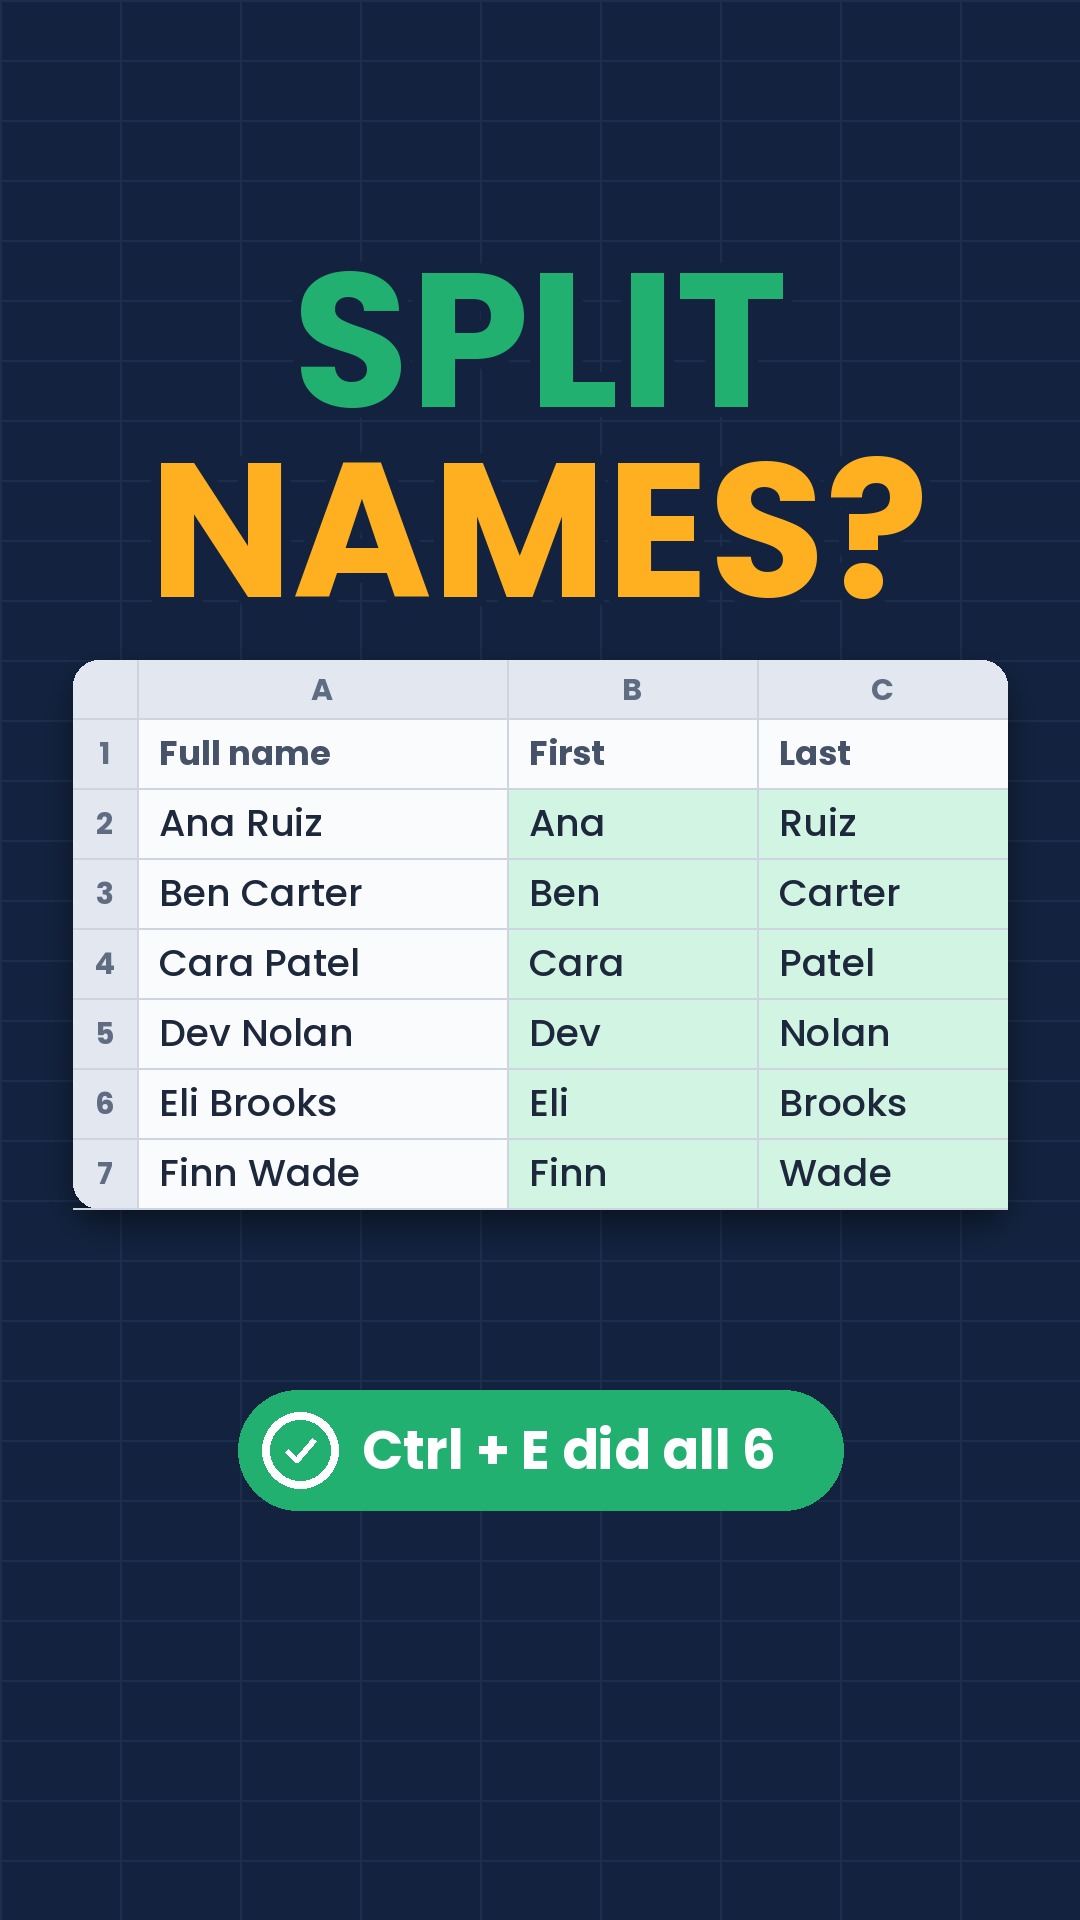 SPLIT
NAMES?
A B C
1 Full name First Last
2 Ana Ruiz Ana Ruiz
3 Ben Carter Ben Carter
4 Cara Patel Cara Patel
5 Dev Nolan Dev Nolan
6 Eli Brooks Eli Brooks
7 Finn Wade Finn Wade
Ctrl + E did all 6